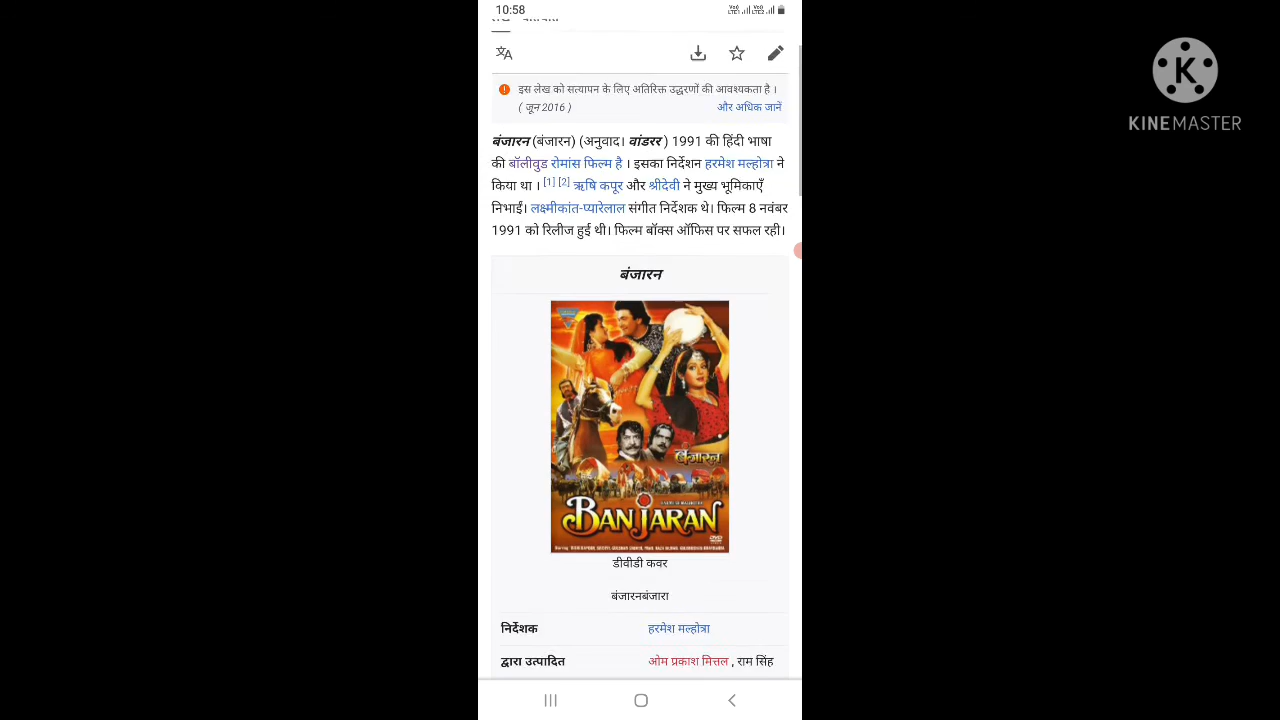 10:58
K
KINEMASTER
इस लेख को सत्यापन के लिए अतिरिक्त उद्धरणों की आवश्यकता है ।
( जून 2016 ) और अधिक जानें
बंजारन (बंजारन) (अनुवाद। वांडरर ) 1991 की हिंदी भाषा
की बॉलीवुड रोमांस फिल्म है । इसका निर्देशन हरमेश मल्होत्रा ने
किया था । [1] [2] ऋषि कपूर और श्रीदेवी ने मुख्य भूमिकाएँ
निभाईं। लक्ष्मीकांत-प्यारेलाल संगीत निर्देशक थे। फिल्म 8 नवंबर
1991 को रिलीज हुई थी। फिल्म बॉक्स ऑफिस पर सफल रही।
बंजारन
बंजारन
BANJARAN
DVD
डीवीडी कवर
बंजारनबंजारा
निर्देशक हरमेश मल्होत्रा
द्वारा उत्पादित ओम प्रकाश मित्तल , राम सिंह